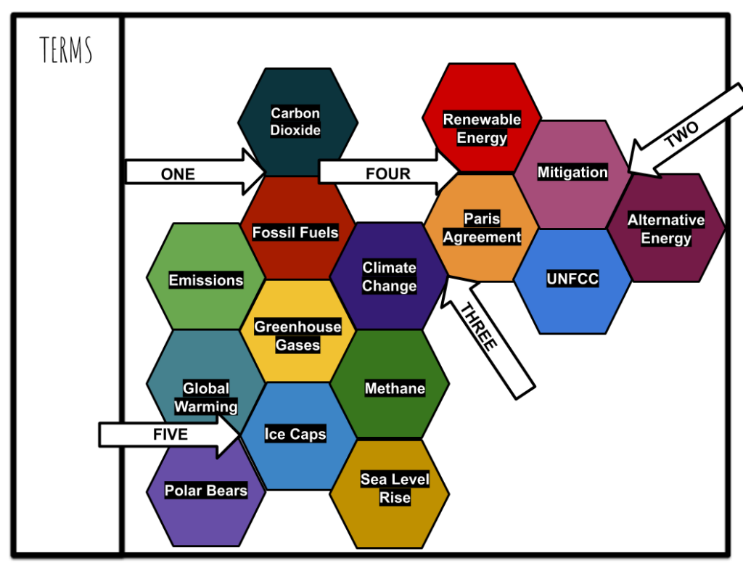 TERMS
Carbon
Dioxide
Renewable
Energy
TWO
ONE
FOUR
Mitigation
Fossil Fuels
Paris
Agreement
Alternative
Energy
Emissions
Climate
Change
UNFCC
Greenhouse
Gases
THREE
Global
Warming
Methane
FIVE
Ice Caps
Polar Bears
Sea Level
Rise